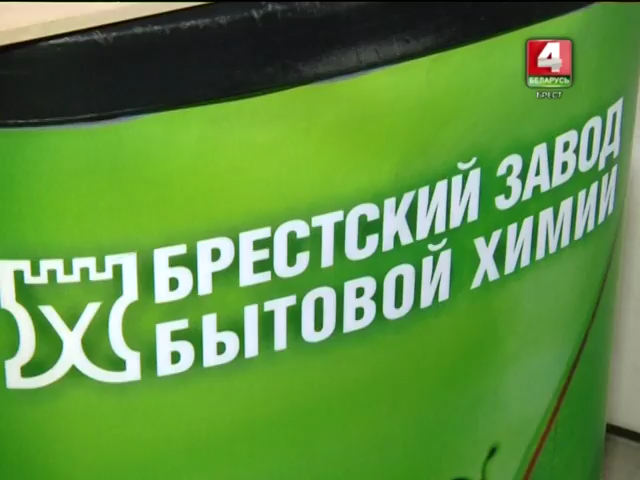 4
БЕЛАРУСЬ
БРЕСТ
БРЕСТСКИЙ ЗАВОД
БЫТОВОЙ ХИМИИ
Х